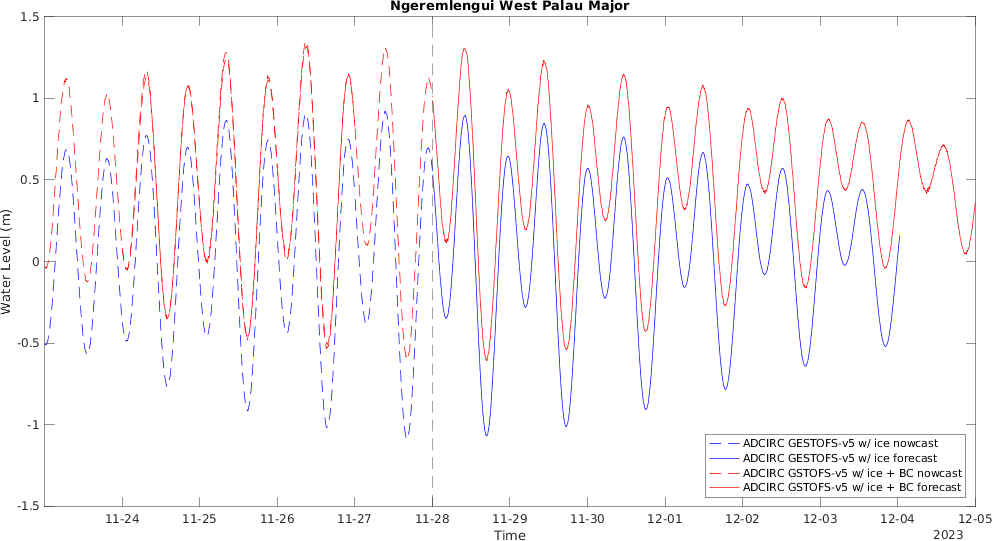 Ngeremlengui West Palau Major
1.5
1
0.5
0
-0.5
-1
-1.5
Water Level (m)
ADCIRC GESTOFS-v5 w/ ice nowcast
ADCIRC GESTOFS-v5 w/ ice forecast
ADCIRC GSTOFS-v5 w/ ice + BC nowcast
ADCIRC GSTOFS-v5 w/ ice + BC forecast
11-24 11-25 11-26 11-27 11-28 11-29 11-30 12-01 12-02 12-03 12-04 12-05
Time
2023